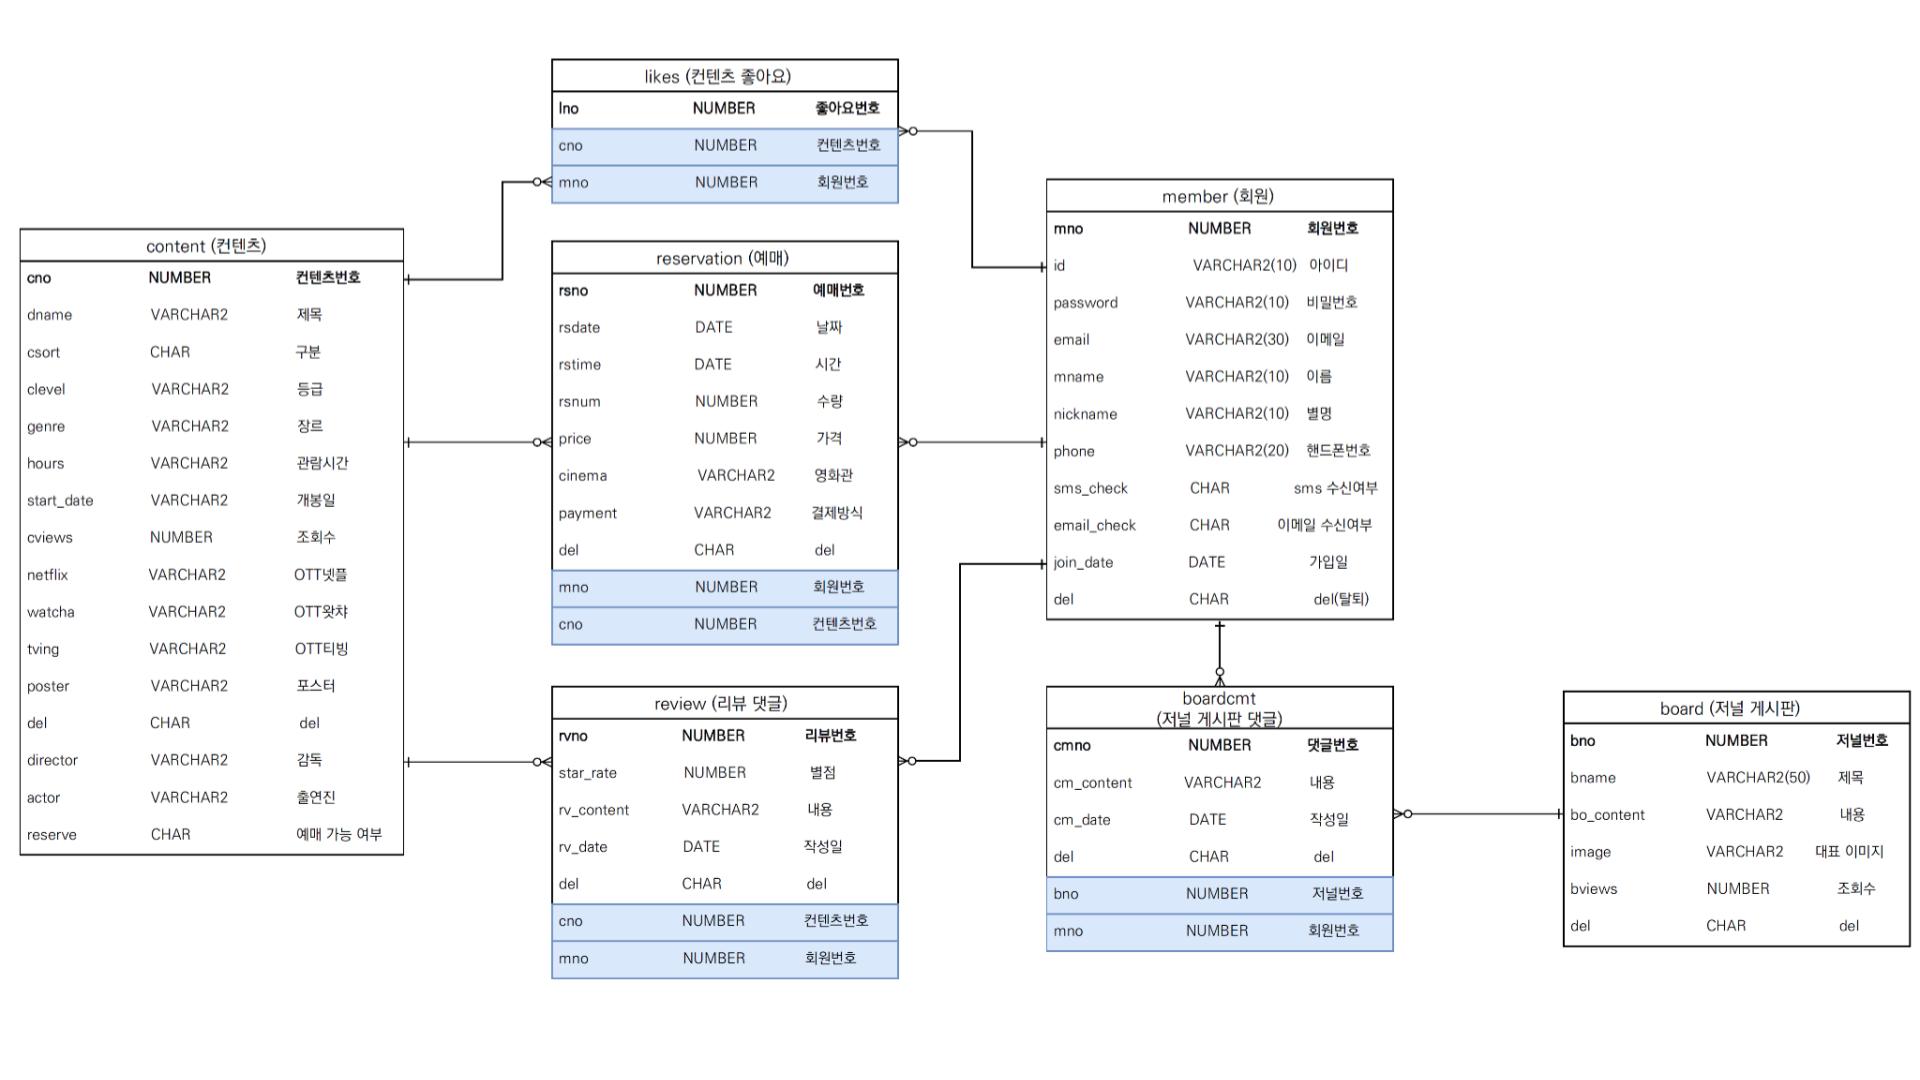 likes (컨텐츠 좋아요)
lno NUMBER 좋아요번호
cno NUMBER 컨텐츠번호
mno NUMBER 회원번호
content (컨텐츠)
cno NUMBER 컨텐츠번호
dname VARCHAR2 제목
csort CHAR 구분
clevel VARCHAR2 등급
genre VARCHAR2 장르
hours VARCHAR2 관람시간
start_date VARCHAR2 개봉일
cviews NUMBER 조회수
netflix VARCHAR2 OTT넷플
watcha VARCHAR2 OTT왓챠
tving VARCHAR2 OTT티빙
poster VARCHAR2 포스터
del CHAR del
director VARCHAR2 감독
actor VARCHAR2 출연진
reserve CHAR 예매 가능 여부
reservation (예매)
rsno NUMBER 예매번호
rsdate DATE 날짜
rstime DATE 시간
rsnum NUMBER 수량
price NUMBER 가격
cinema VARCHAR2 영화관
payment VARCHAR2 결제방식
del CHAR del
mno NUMBER 회원번호
cno NUMBER 컨텐츠번호
review (리뷰 댓글)
rvno NUMBER 리뷰번호
star_rate NUMBER 별점
rv_content VARCHAR2 내용
rv_date DATE 작성일
del CHAR del
cno NUMBER 컨텐츠번호
mno NUMBER 회원번호
member (회원)
mno NUMBER 회원번호
id VARCHAR2(10) 아이디
password VARCHAR2(10) 비밀번호
email VARCHAR2(30) 이메일
mname VARCHAR2(10) 이름
nickname VARCHAR2(10) 별명
phone VARCHAR2(20) 핸드폰번호
sms_check CHAR sms 수신여부
email_check CHAR 이메일 수신여부
join_date DATE 가입일
del CHAR del(탈퇴)
boardcmt
(저널 게시판 댓글)
cmno NUMBER 댓글번호
cm_content VARCHAR2 내용
cm_date DATE 작성일
del CHAR del
bno NUMBER 저널번호
mno NUMBER 회원번호
board (저널 게시판)
bno NUMBER 저널번호
bname VARCHAR2(50) 제목
bo_content VARCHAR2 내용
image VARCHAR2 대표 이미지
bviews NUMBER 조회수
del CHAR del